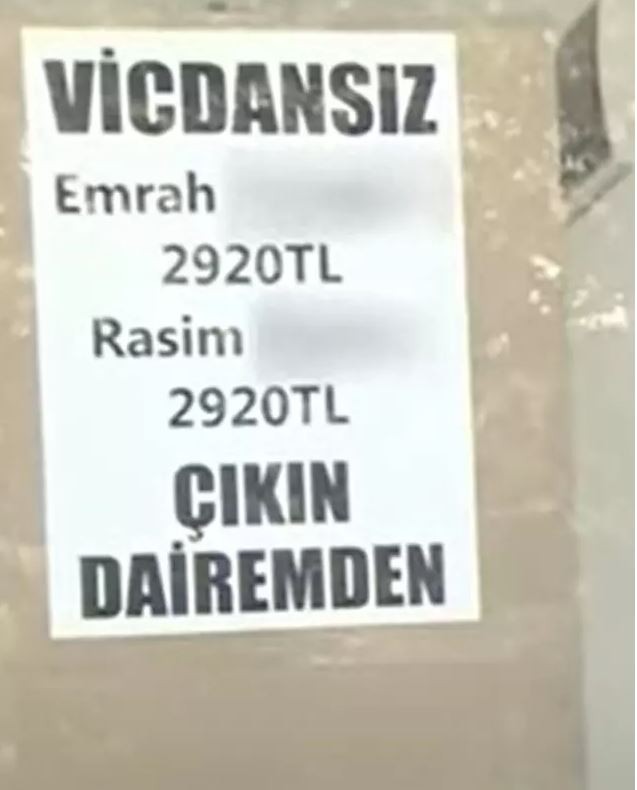 VİCDANSIZ
Emrah
2920TL
Rasim
2920TL
ÇIKIN
DAİREMDEN